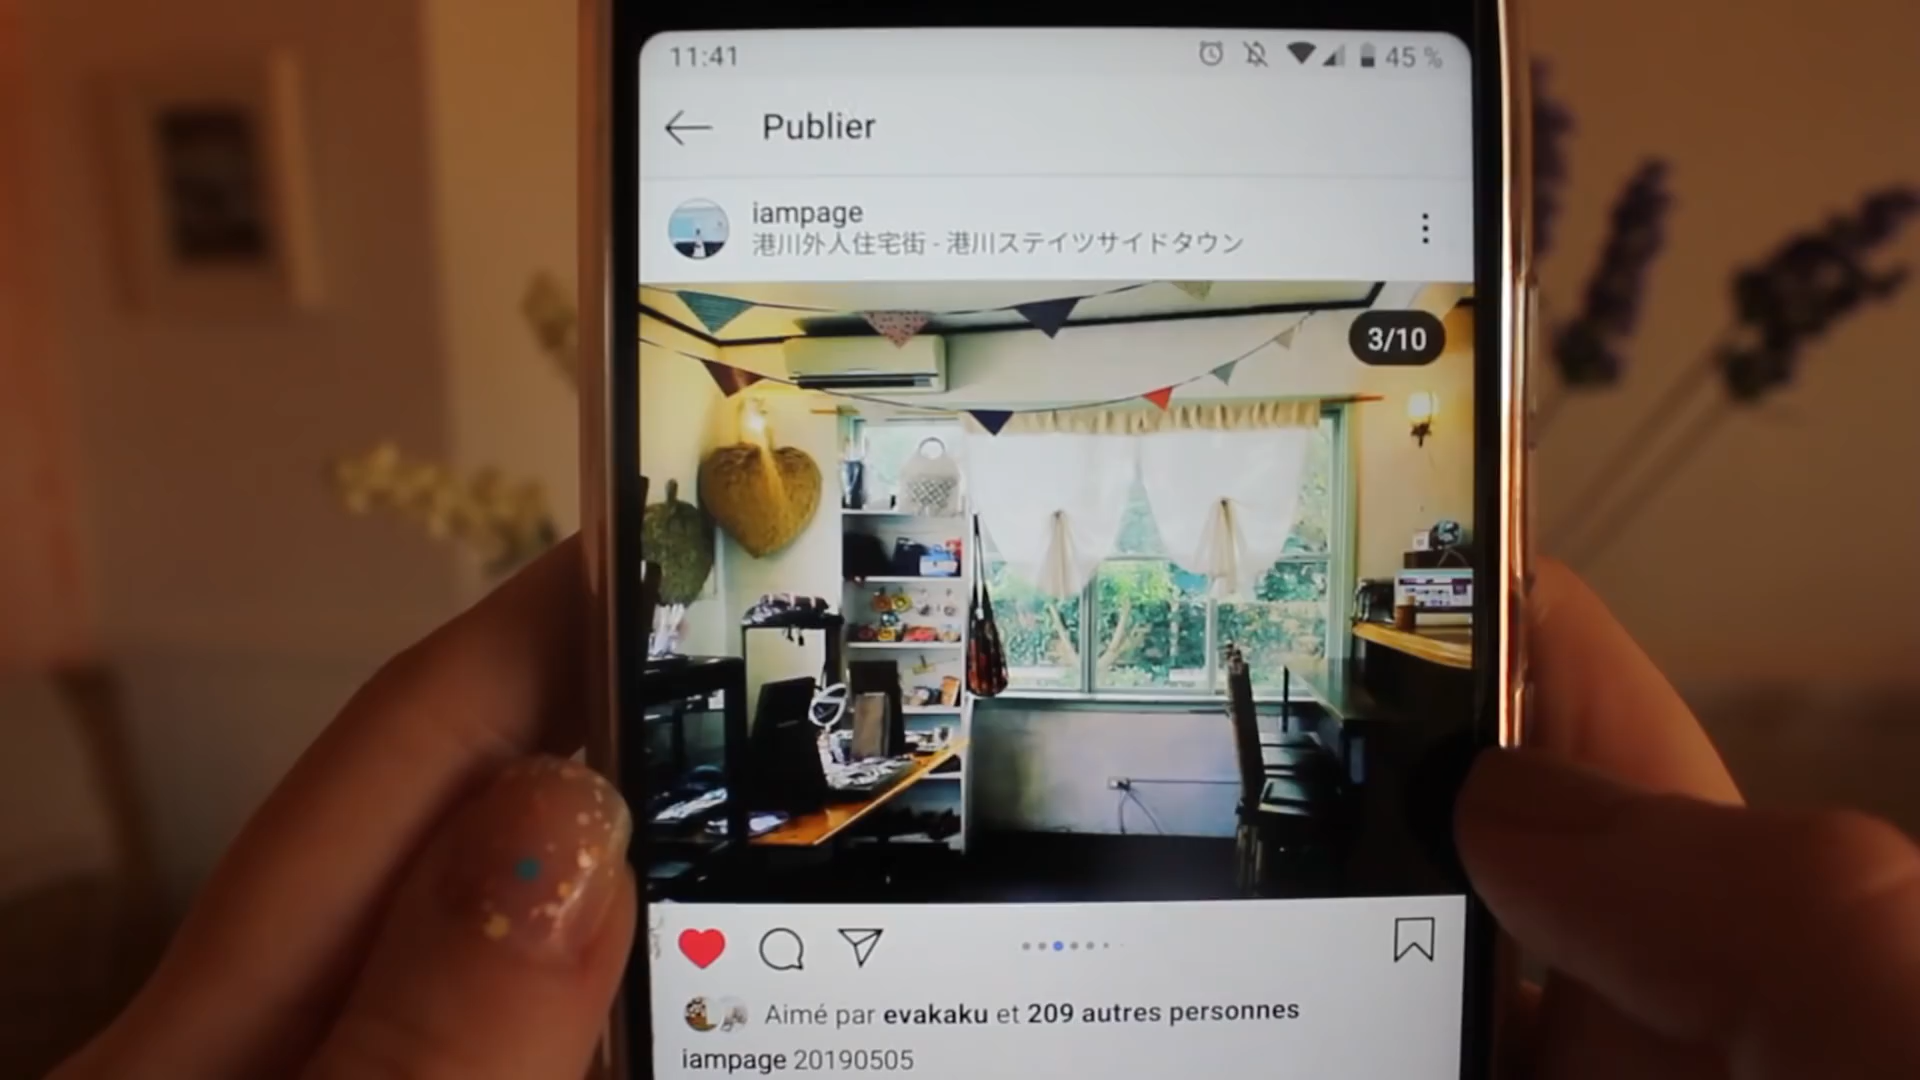 11:41
45 %
Publier
iampage
港川外人住宅街 - 港川ステイツサイドタウン
3/10
Aimé par evakaku et 209 autres personnes
iampage 20190505